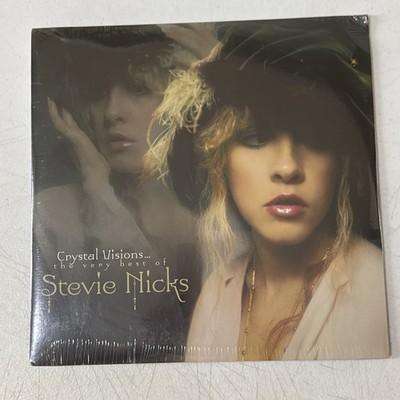 Crystal Visions...
the very best of
Stevie Nicks